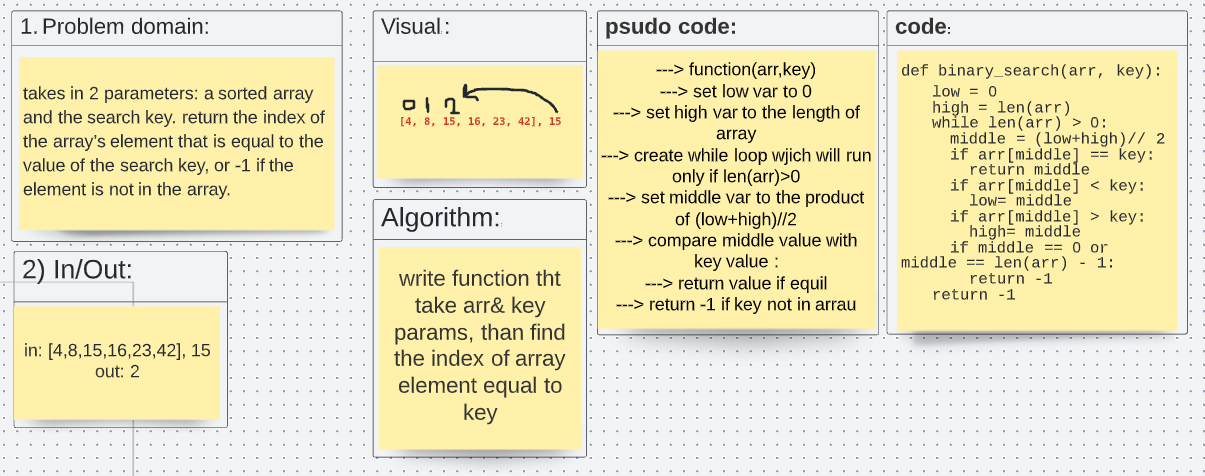 1. Problem domain:
takes in 2 parameters: a sorted array
and the search key. return the index of
the array's element that is equal to the
value of the search key, or -1 if the
element is not in the array.
2) In/Out:
in: [4,8,15,16,23,42], 15
out: 2
Visual:
0 1 2
[4, 8, 15, 16, 23, 42], 15
Algorithm:
write function tht
take arr& key
params, than find
the index of array
element equal to
key
psudo code:
---> function(arr,key)
---> set low var to 0
---> set high var to the length of
array
---> create while loop wjich will run
only if len(arr)>0
---> set middle var to the product
of (low+high)//2
---> compare middle value with
key value :
---> return value if equil
---> return -1 if key not in arrau
code:
def binary_search(arr, key):
low = 0
high = len(arr)
while len(arr) > 0:
middle = (low+high)// 2
if arr[middle] == key:
return middle
if arr[middle] < key:
low= middle
if arr[middle] > key:
high= middle
if middle == 0 or
middle == len(arr) - 1:
return -1
return -1